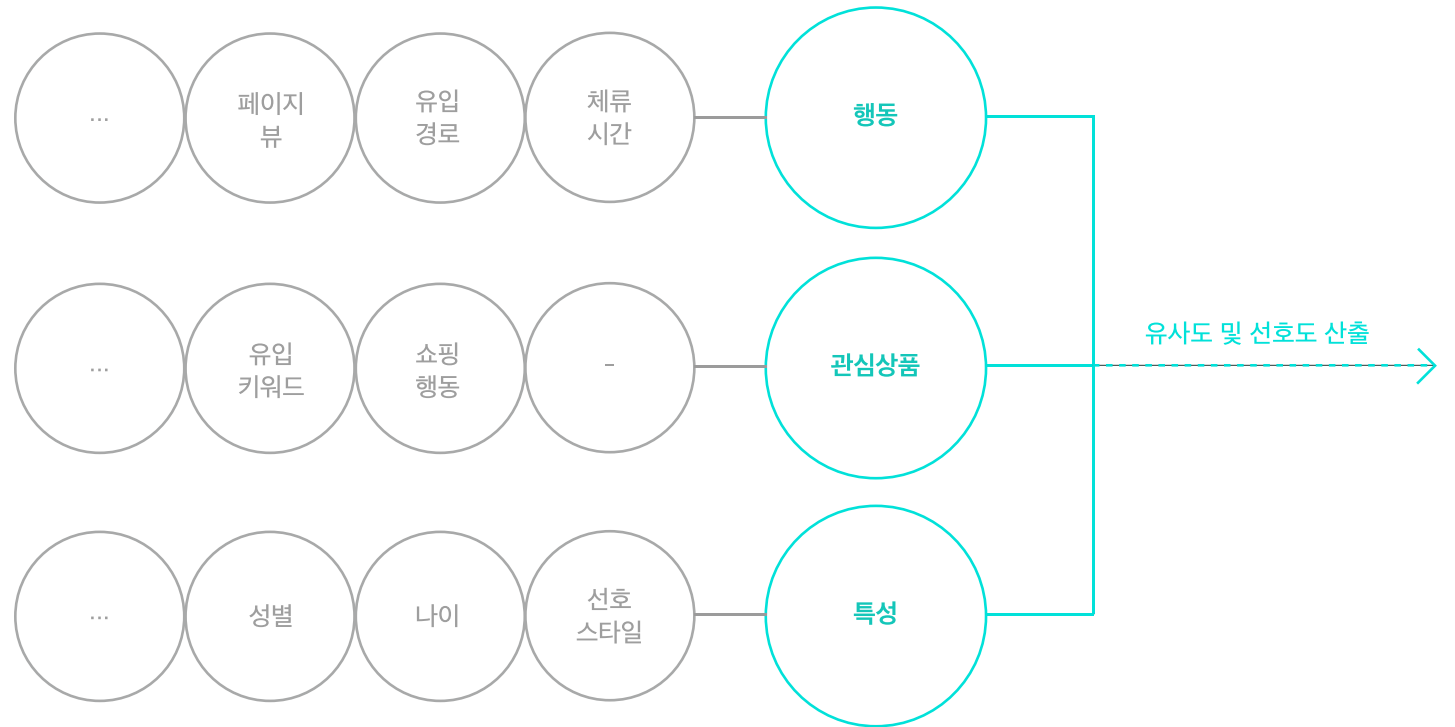 ...
페이지
뷰
유입
경로
체류
시간
행동
...
유입
키워드
쇼핑
행동
-
관심상품
유사도 및 선호도 산출
...
성별
나이
선호
스타일
특성